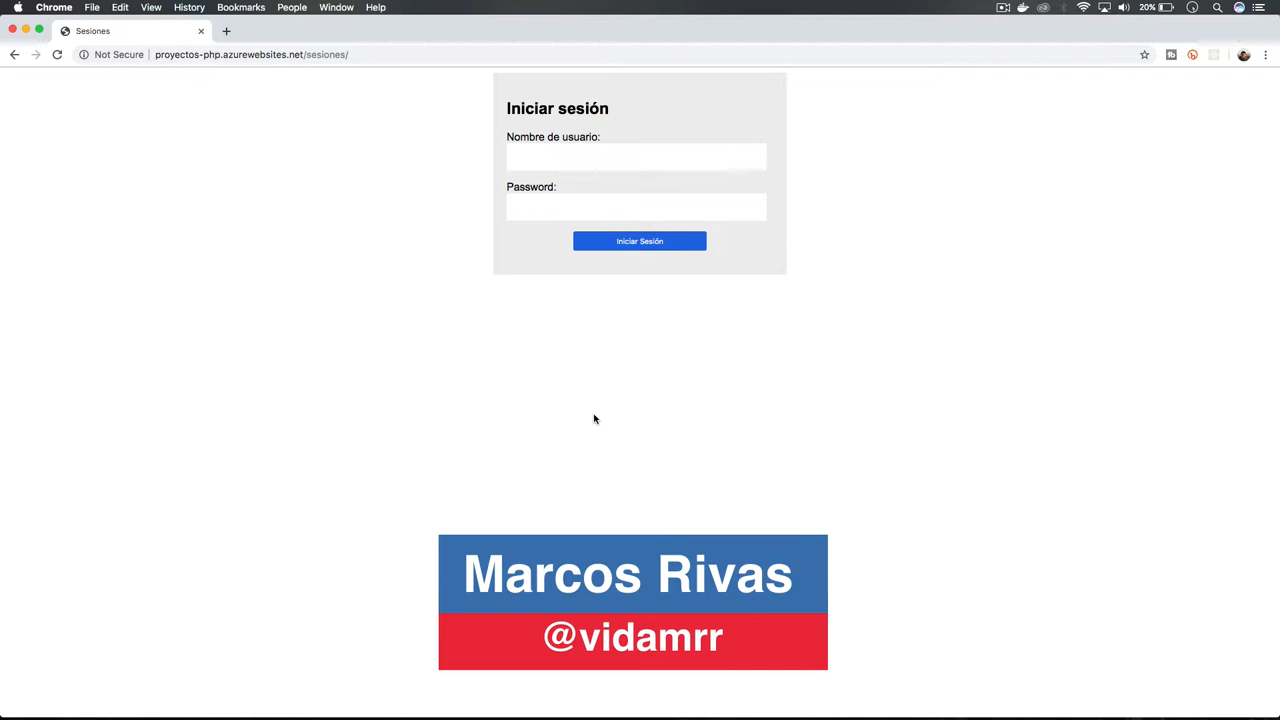 Chrome File Edit View History Bookmarks People Window Help 20%
Sesiones
Not Secure proyectos-php.azurewebsites.net/sesiones/
Iniciar sesión
Nombre de usuario:
Password:
Iniciar Sesión
Marcos Rivas
@vidamrr